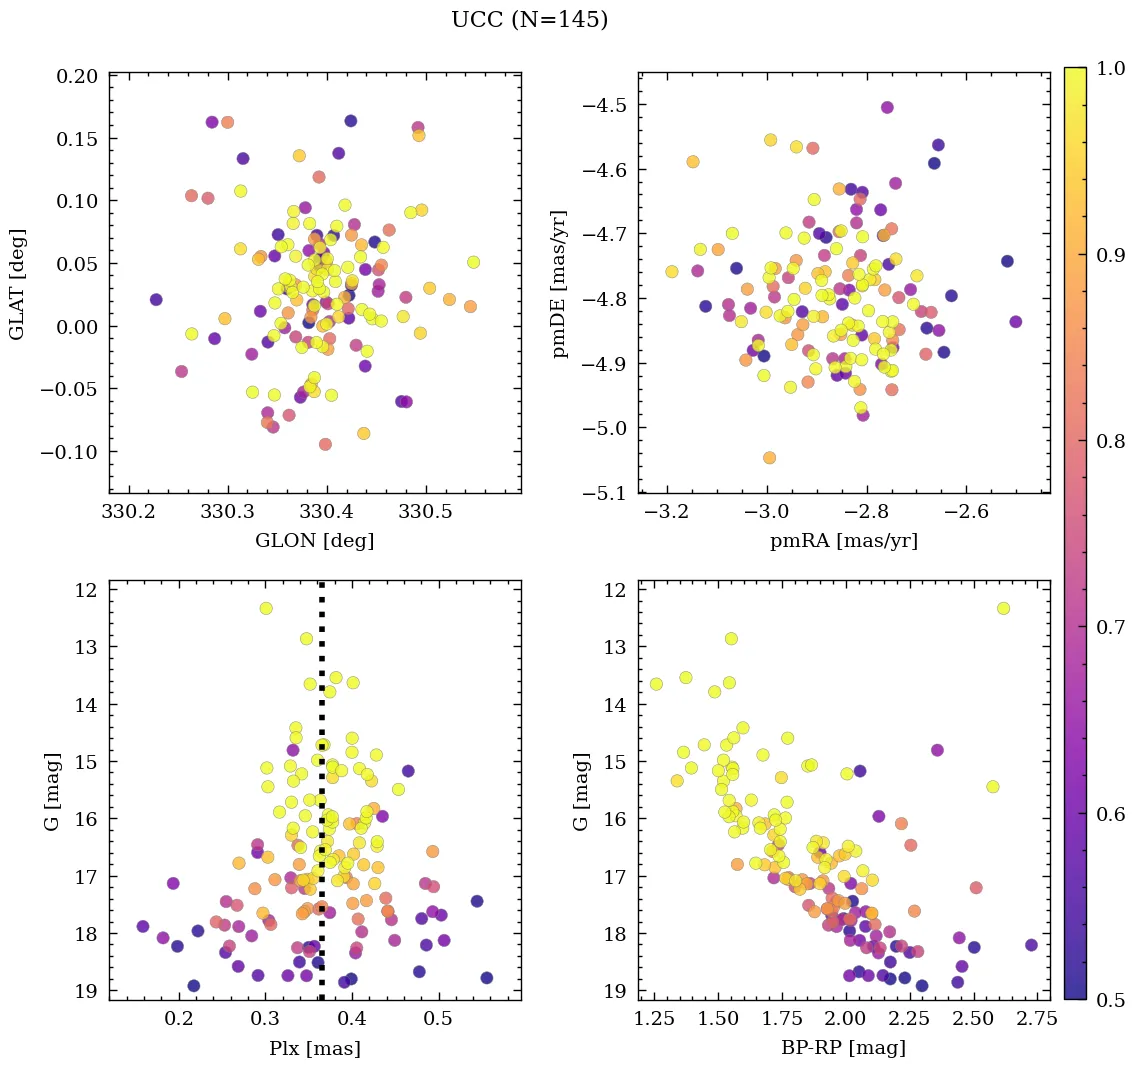 UCC (N=145)
0.20
0.15
0.10
0.05
0.00
−0.05
−0.10
GLAT [deg]
330.2 330.3 330.4 330.5
GLON [deg]
−4.5
−4.6
−4.7
−4.8
−4.9
−5.0
−5.1
pmDE [mas/yr]
−3.2 −3.0 −2.8 −2.6
pmRA [mas/yr]
12
13
14
15
16
17
18
19
G [mag]
0.2 0.3 0.4 0.5
Plx [mas]
12
13
14
15
16
17
18
19
G [mag]
1.25 1.50 1.75 2.00 2.25 2.50 2.75
BP-RP [mag]
1.0
0.9
0.8
0.7
0.6
0.5